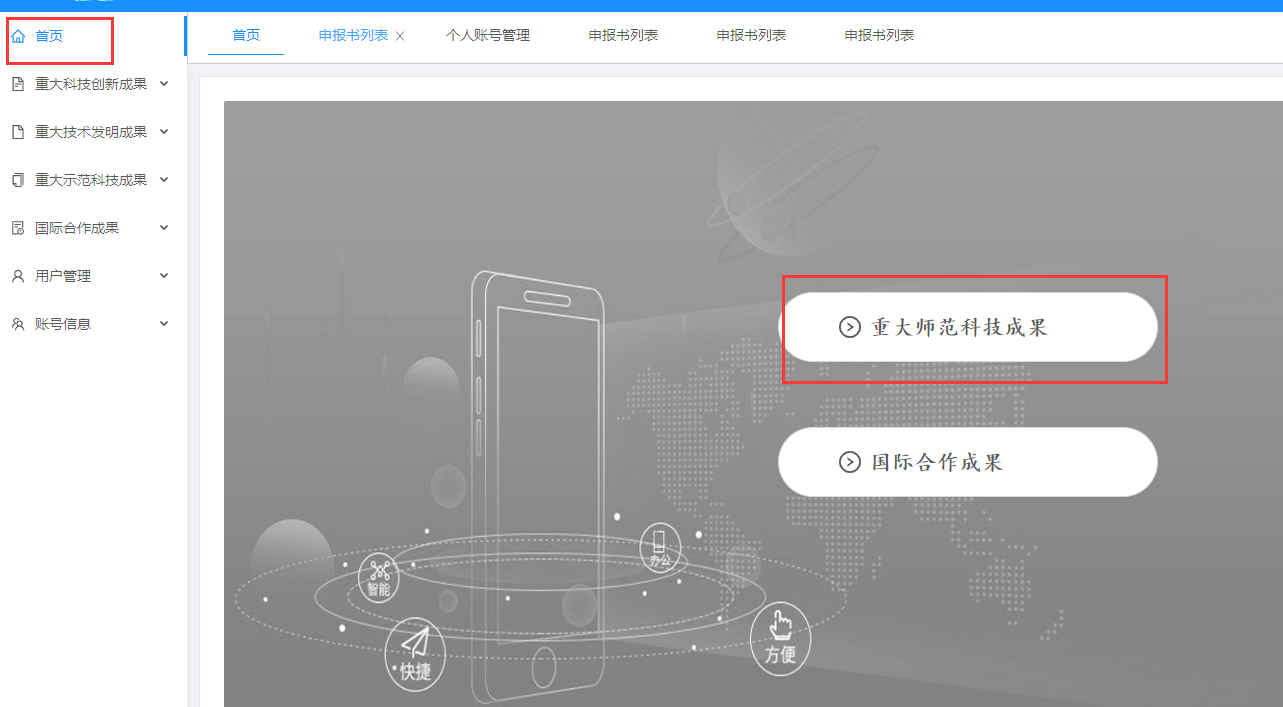 首页
重大科技创新成果
重大技术发明成果
重大示范科技成果
国际合作成果
用户管理
账号信息
首页 申报书列表 个人账号管理 申报书列表 申报书列表 申报书列表
重大师范科技成果
国际合作成果
办公
智能
方便
快捷